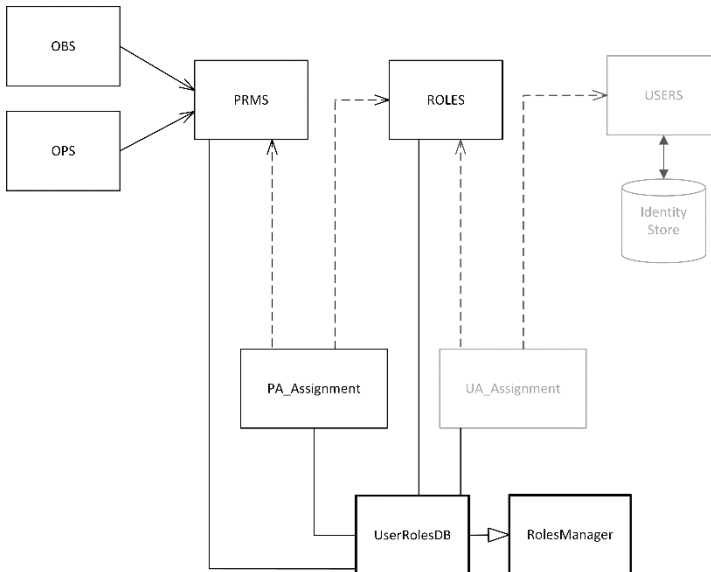 OBS
PRMS
ROLES
USERS
OPS
Identity
Store
PA_Assignment
UA_Assignment
UserRolesDB
RolesManager